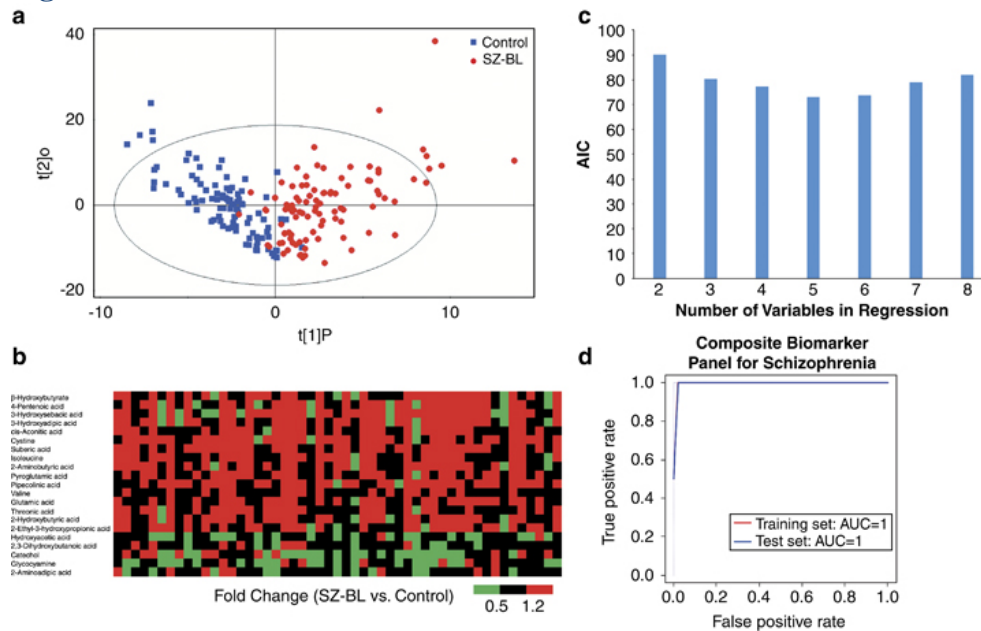 a
40
20
0
-20
t[2]o
Control
SZ-BL
-10
0
10
t[1]P
b
β-Hydroxybutyrate
4-Pentenoic acid
3-Hydroxysebacic acid
3-Hydroxyadipic acid
cis-Aconitic acid
Cystine
Suberic acid
Isoleucine
2-Aminobutyric acid
Pyroglutamic acid
Pipecolinic acid
Valine
Glutamic acid
Threonic acid
2-Hydroxybutyric acid
2-Ethyl-3-hydroxypropionic acid
Hydroxyacetic acid
2,3-Dihydroxybutanoic acid
Catechol
Glycocyamine
2-Aminoadipic acid
Fold Change (SZ-BL vs. Control)
0.5 1.2
c
100
90
80
70
60
50
40
30
20
10
0
AIC
2 3 4 5 6 7 8
Number of Variables in Regression
d
Composite Biomarker
Panel for Schizophrenia
1.0
0.8
0.6
0.4
0.2
0.0
True positive rate
Training set: AUC=1
Test set: AUC=1
0.0 0.2 0.4 0.6 0.8 1.0
False positive rate